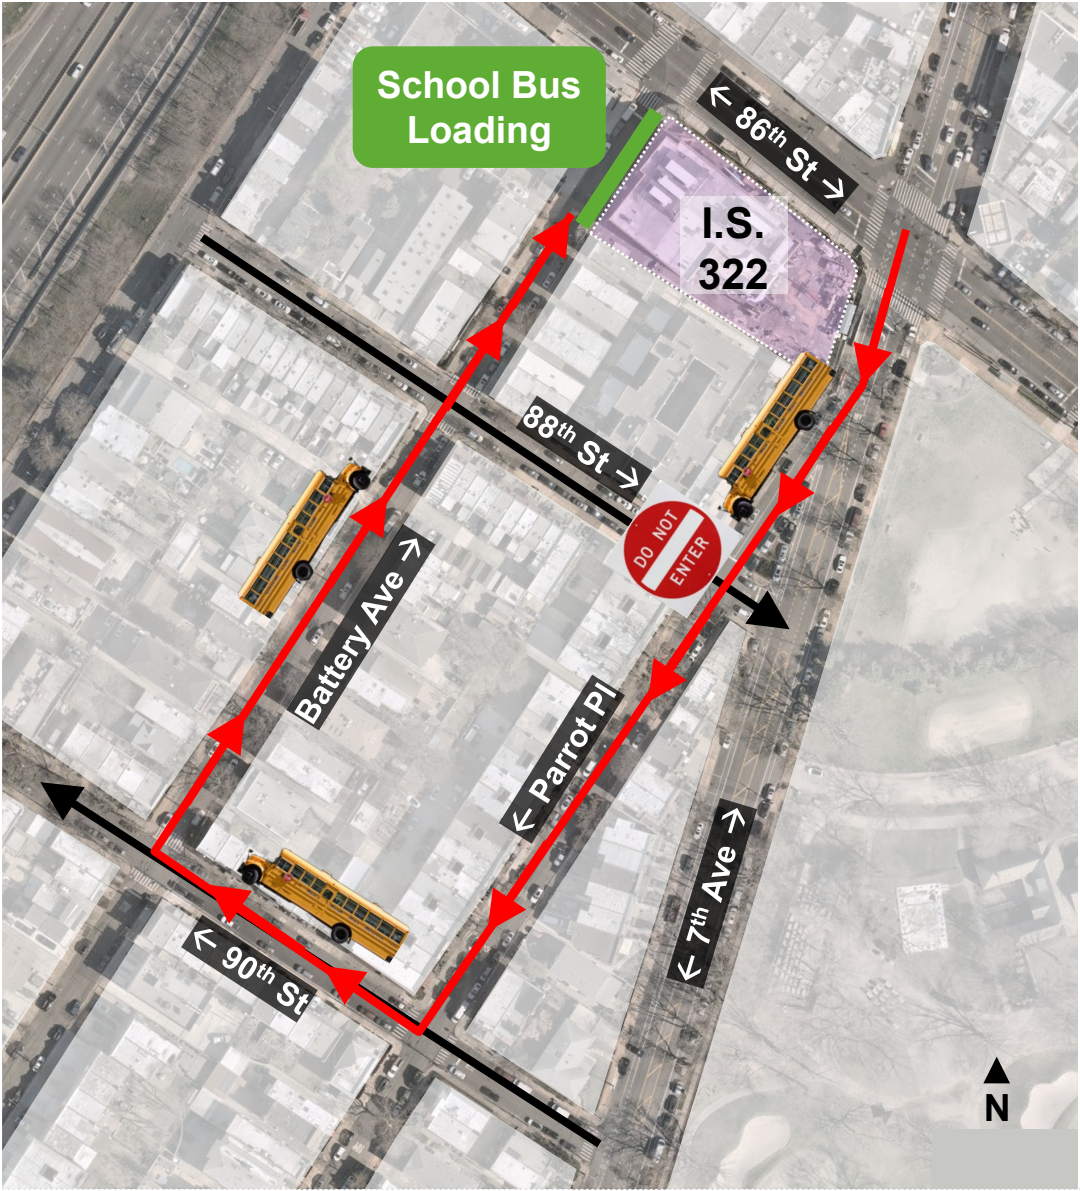 School Bus
Loading
← 86th St →
I.S.
322
88th St →
DO NOT
ENTER
Battery Ave →
← Parrot Pl
← 7th Ave →
← 90th St
N